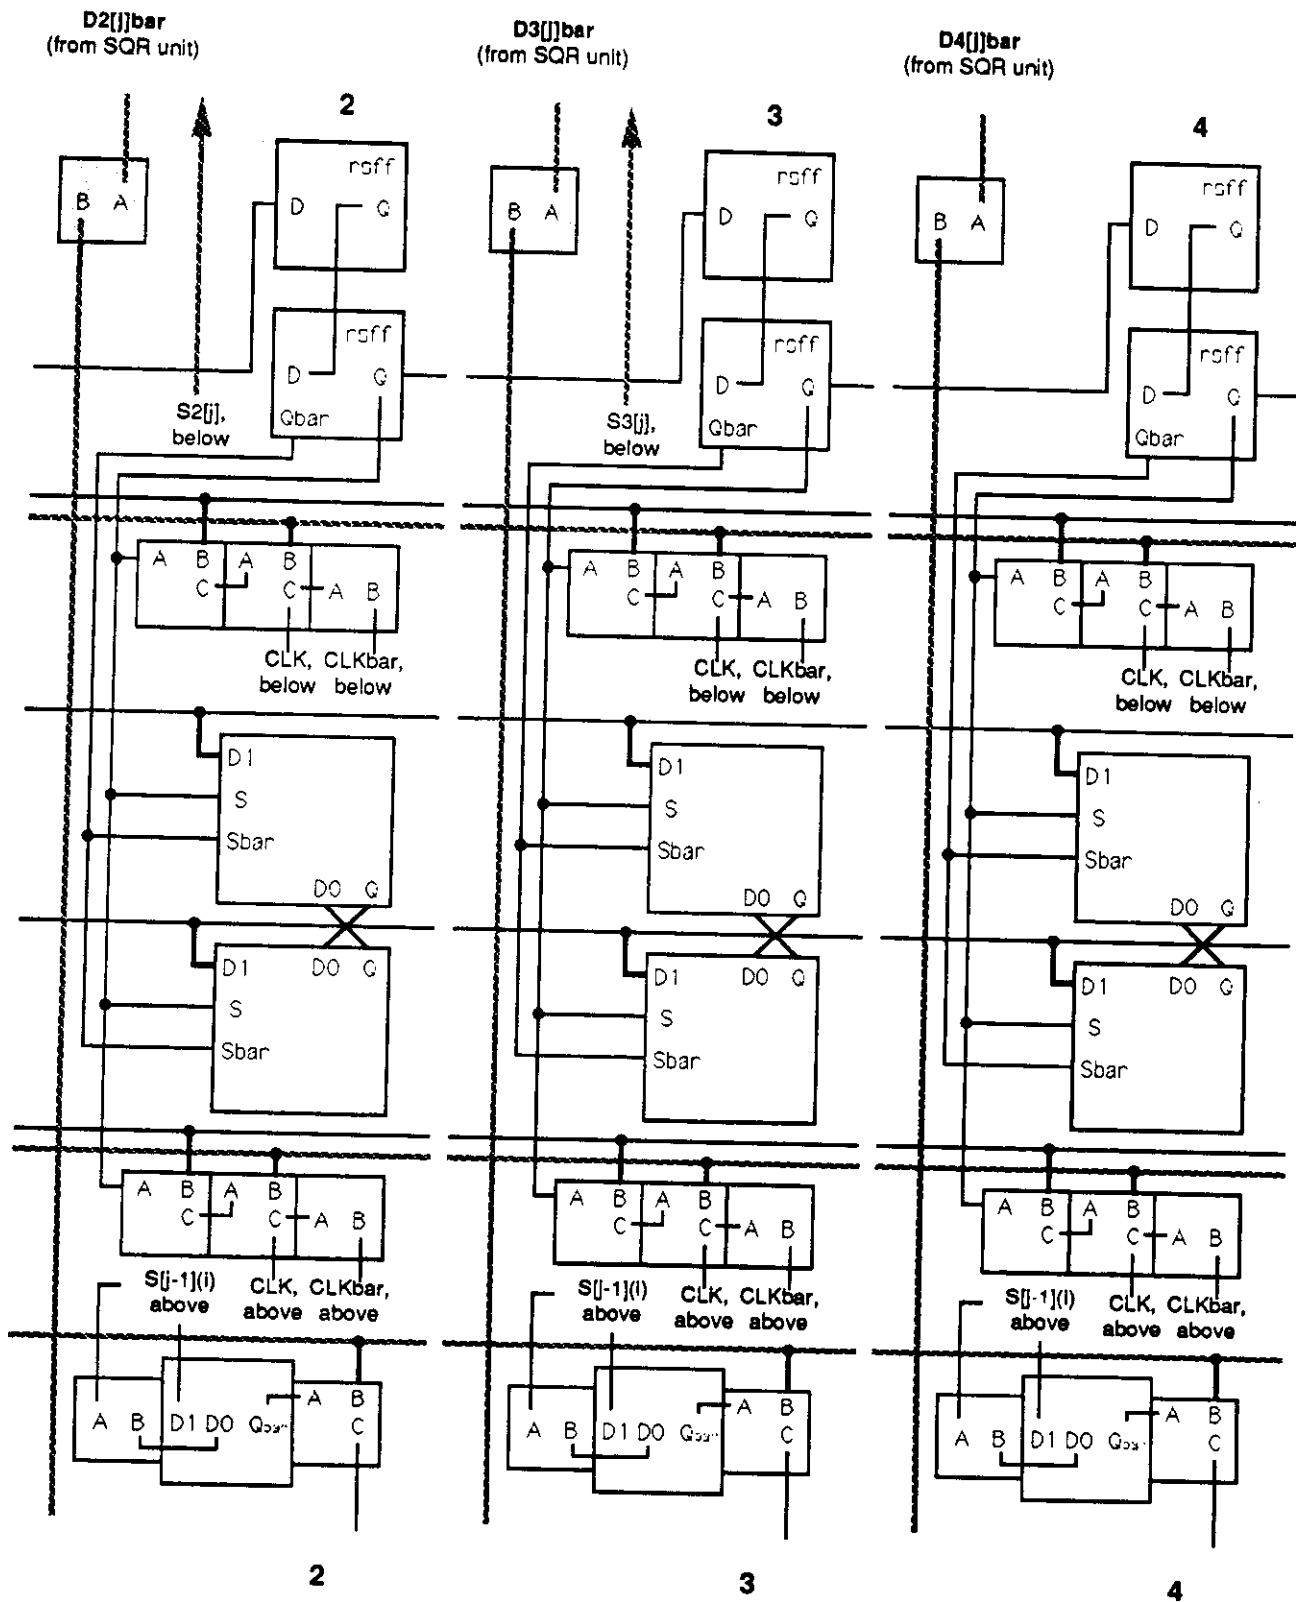 D2[j]bar
(from SQR unit)
D3[j]bar
(from SQR unit)
D4[j]bar
(from SQR unit)
2
3
4
rsff
B A
D Q
rsff
B A
D Q
rsff
B A
D Q
rsff
D Q
Qbar
rsff
D Q
Qbar
rsff
D Q
Qbar
S2[j],
below
S3[j],
below
A B A B
C C A B
A B A B
C C A B
A B A B
C C A B
CLK, CLKbar,
below below
CLK, CLKbar,
below below
CLK, CLKbar,
below below
D1
S
Sbar
D0 Q
D1
S
Sbar
D0 Q
D1
S
Sbar
D0 Q
D1 D0 Q
S
Sbar
D1 D0 Q
S
Sbar
D1 D0 Q
S
Sbar
A B A B
C C A B
A B A B
C C A B
A B A B
C C A B
S[j-1](i) CLK, CLKbar,
above above above
S[j-1](i) CLK, CLKbar,
above above above
S[j-1](i) CLK, CLKbar,
above above above
A B
A B D1 D0 Qbar C
A B
A B D1 D0 Qbar C
A B
A B D1 D0 Qbar C
2
3
4